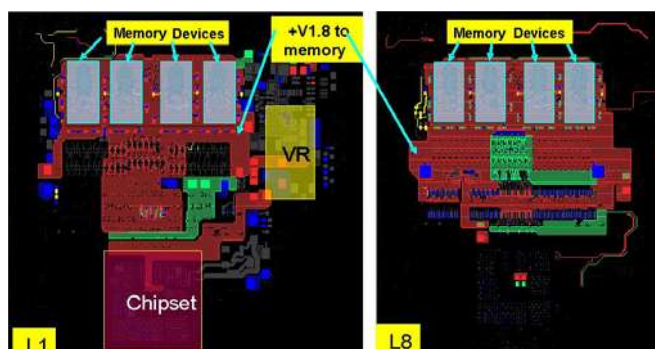 Memory Devices
+V1.8 to
memory
Memory Devices
VR
Chipset
L1
L8